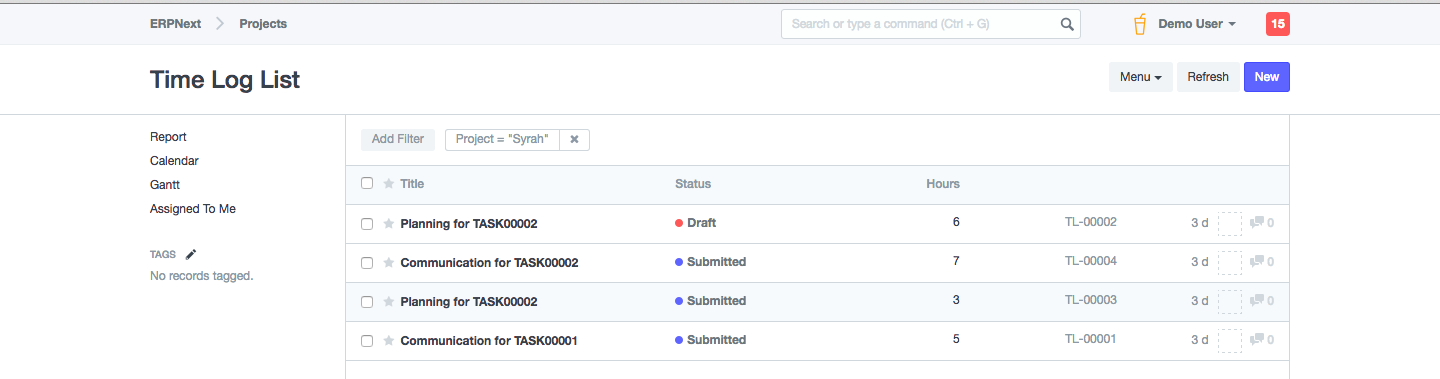 ERPNext Projects Search or type a command (Ctrl + G) Demo User 15
Time Log List Menu Refresh New
Report
Calendar
Gantt
Assigned To Me
TAGS
No records tagged.
Add Filter Project = "Syrah"
Title Status Hours
Planning for TASK00002 Draft 6 TL-00002 3 d 0
Communication for TASK00002 Submitted 7 TL-00004 3 d 0
Planning for TASK00002 Submitted 3 TL-00003 3 d 0
Communication for TASK00001 Submitted 5 TL-00001 3 d 0